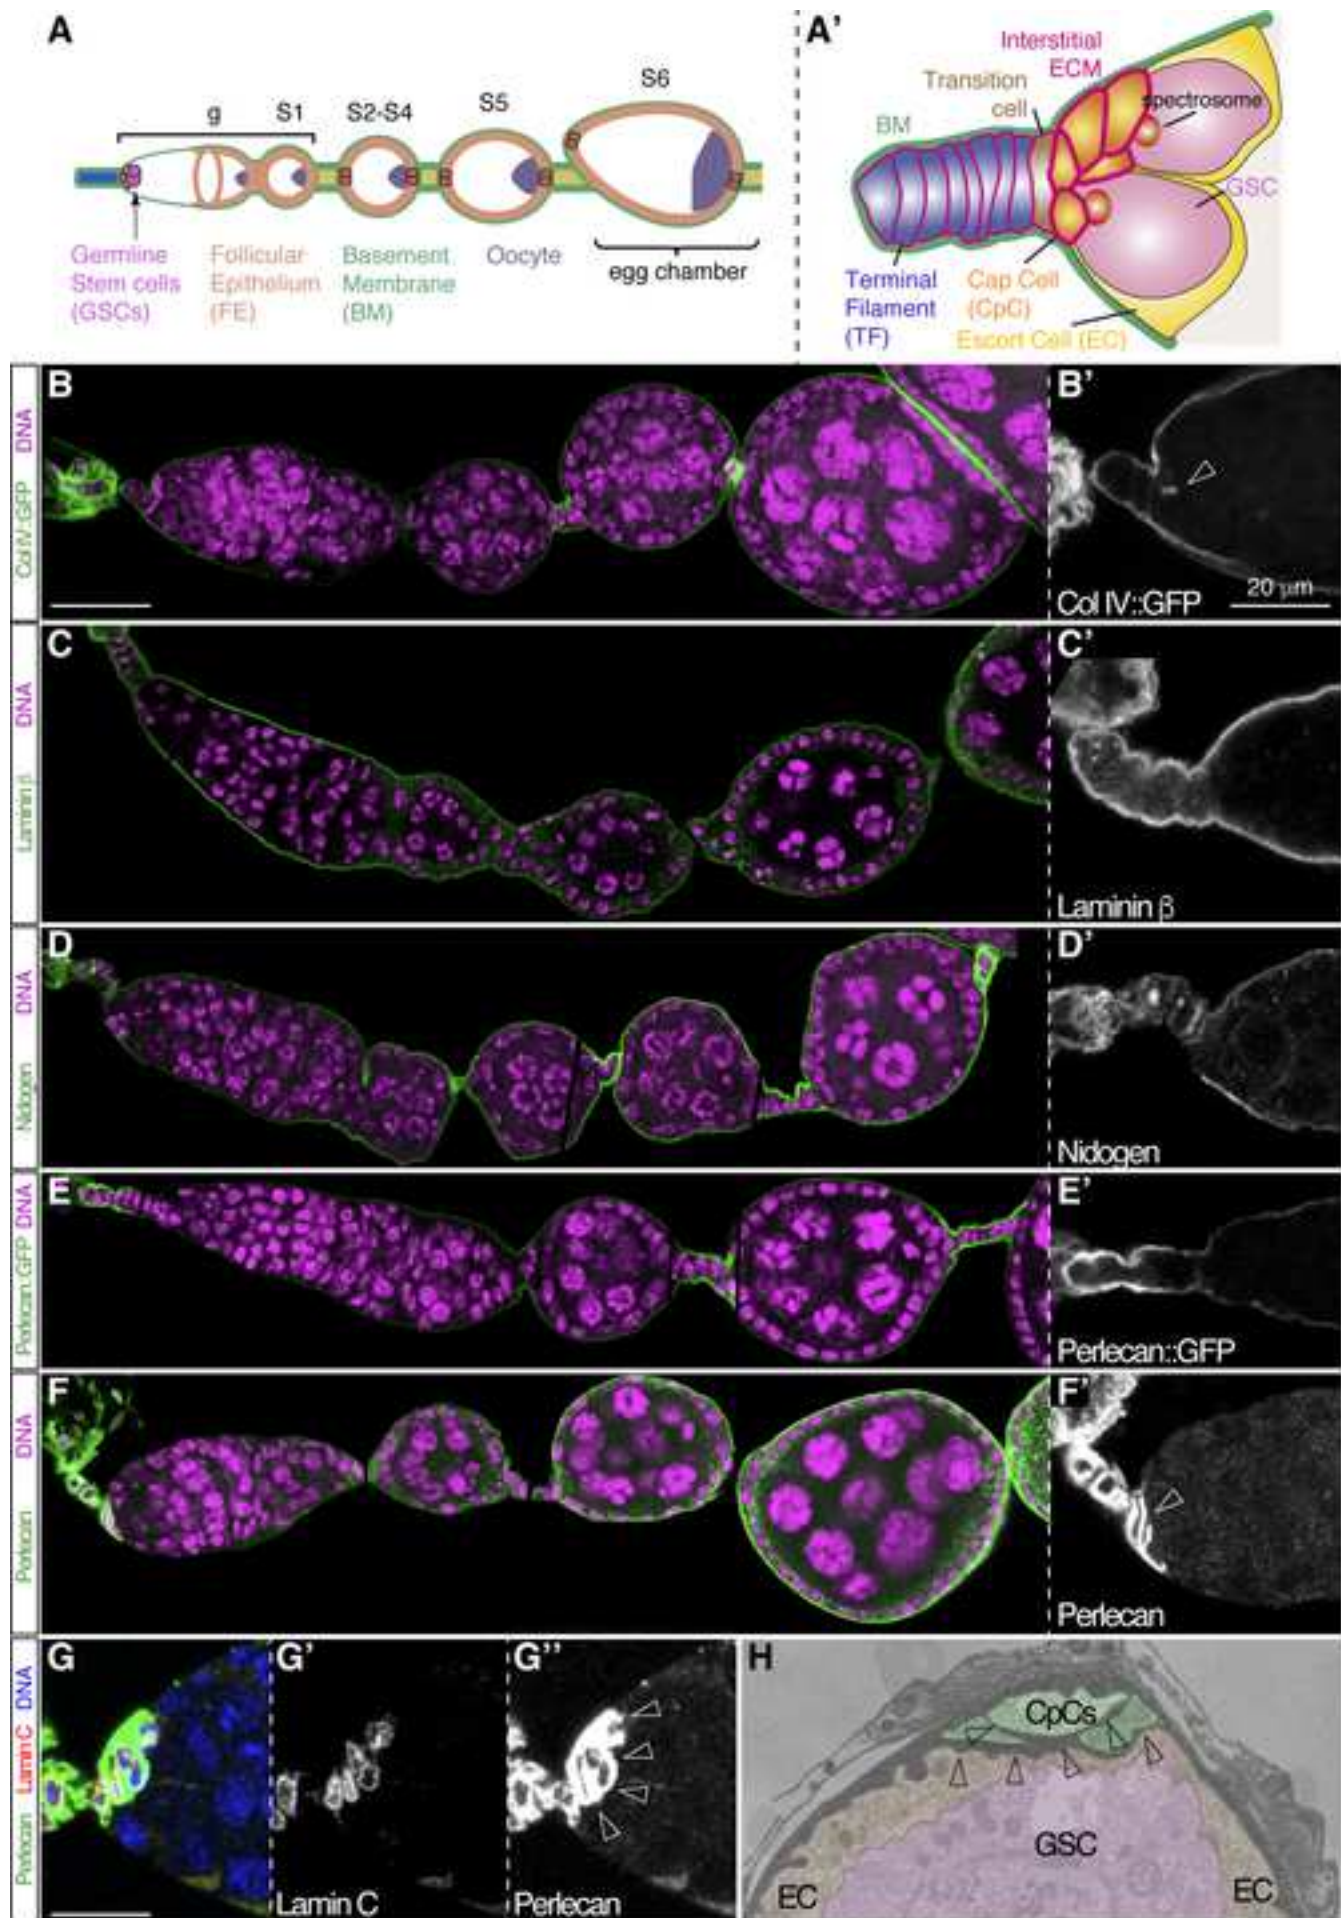 A
g
S1
S2-S4
S5
S6
Germline
Stem cells
(GSCs)
Follicular
Epithelium
(FE)
Basement
Membrane
(BM)
Oocyte
egg chamber
A'
Interstitial
ECM
Transition
cell
spectrosome
BM
GSC
Terminal
Filament
(TF)
Cap Cell
(CpC)
Escort Cell (EC)
Col IV::GFP DNA
B
B'
20 µm
Col IV::GFP
Laminin β DNA
C
C'
Laminin β
Nidogen DNA
D
D'
Nidogen
Perlecan::GFP DNA
E
E'
Perlecan::GFP
Perlecan DNA
F
F'
Perlecan
Perlecan Lamin C DNA
G
G'
Lamin C
G''
Perlecan
H
CpCs
GSC
EC
EC